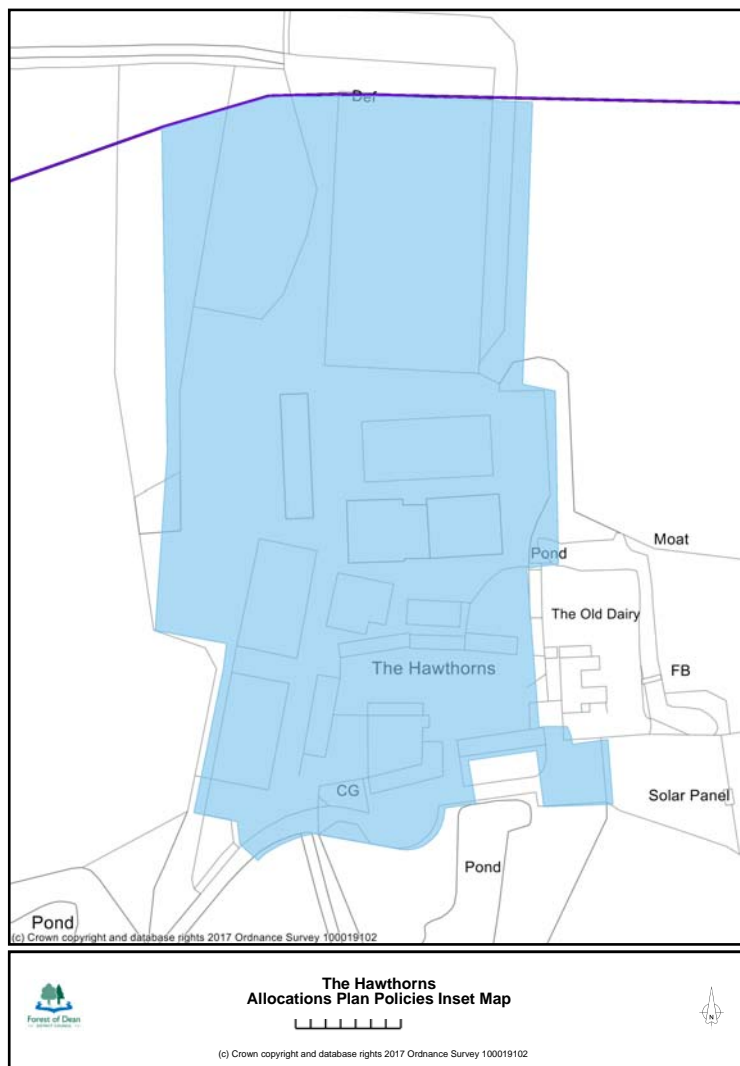 Def
Moat
Pond
The Old Dairy
The Hawthorns
FB
CG
Solar Panel
Pond
Pond
(c) Crown copyright and database rights 2017 Ordnance Survey 100019102
The Hawthorns
Allocations Plan Policies Inset Map
Forest of Dean
DISTRICT COUNCIL
N
(c) Crown copyright and database rights 2017 Ordnance Survey 100019102